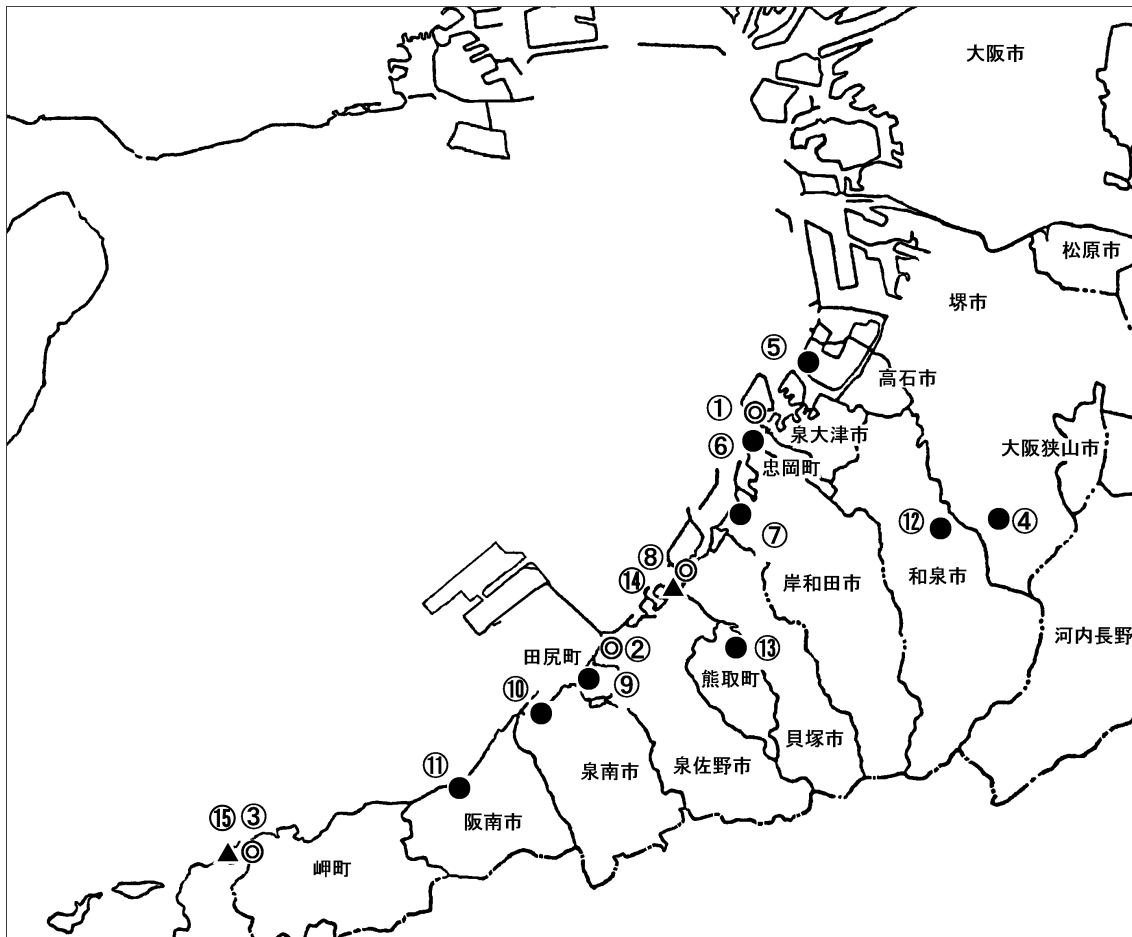 大阪市
松原市
堺市
⑤
高石市
①
泉大津市
⑥
大阪狭山市
忠岡町
⑫
④
⑦
⑧
⑭
岸和田市
和泉市
河内長野
田尻町
②
⑬
熊取町
⑩
⑨
貝塚市
泉佐野市
泉南市
⑪
阪南市
⑮
③
岬町